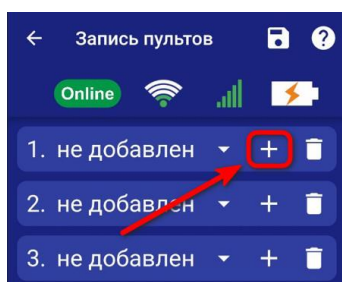 Запись пультов
Online
1. не добавлен
2. не добавлен
3. не добавлен